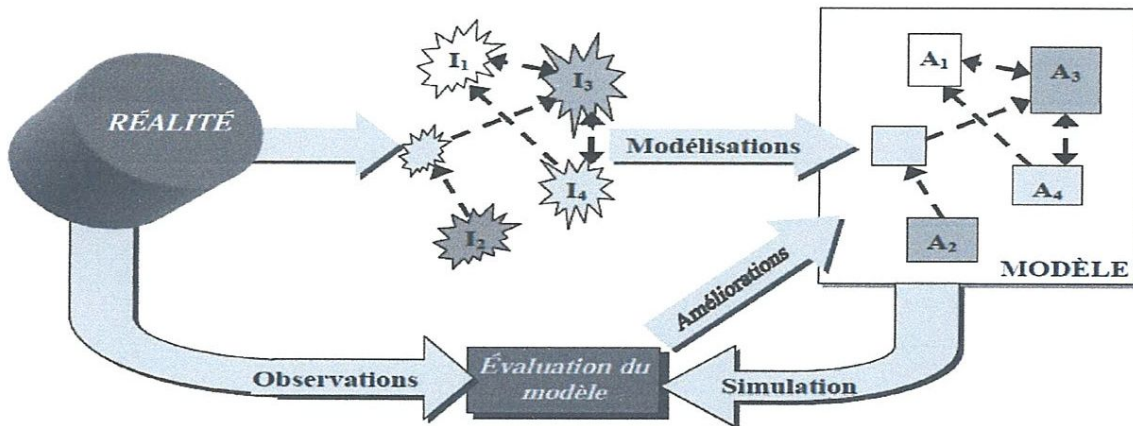 RÉALITÉ
I₁
I₃
I₄
I₂
Modélisations
A₁
A₃
A₄
A₂
MODÈLE
Améliorations
Observations
Évaluation du
modèle
Simulation